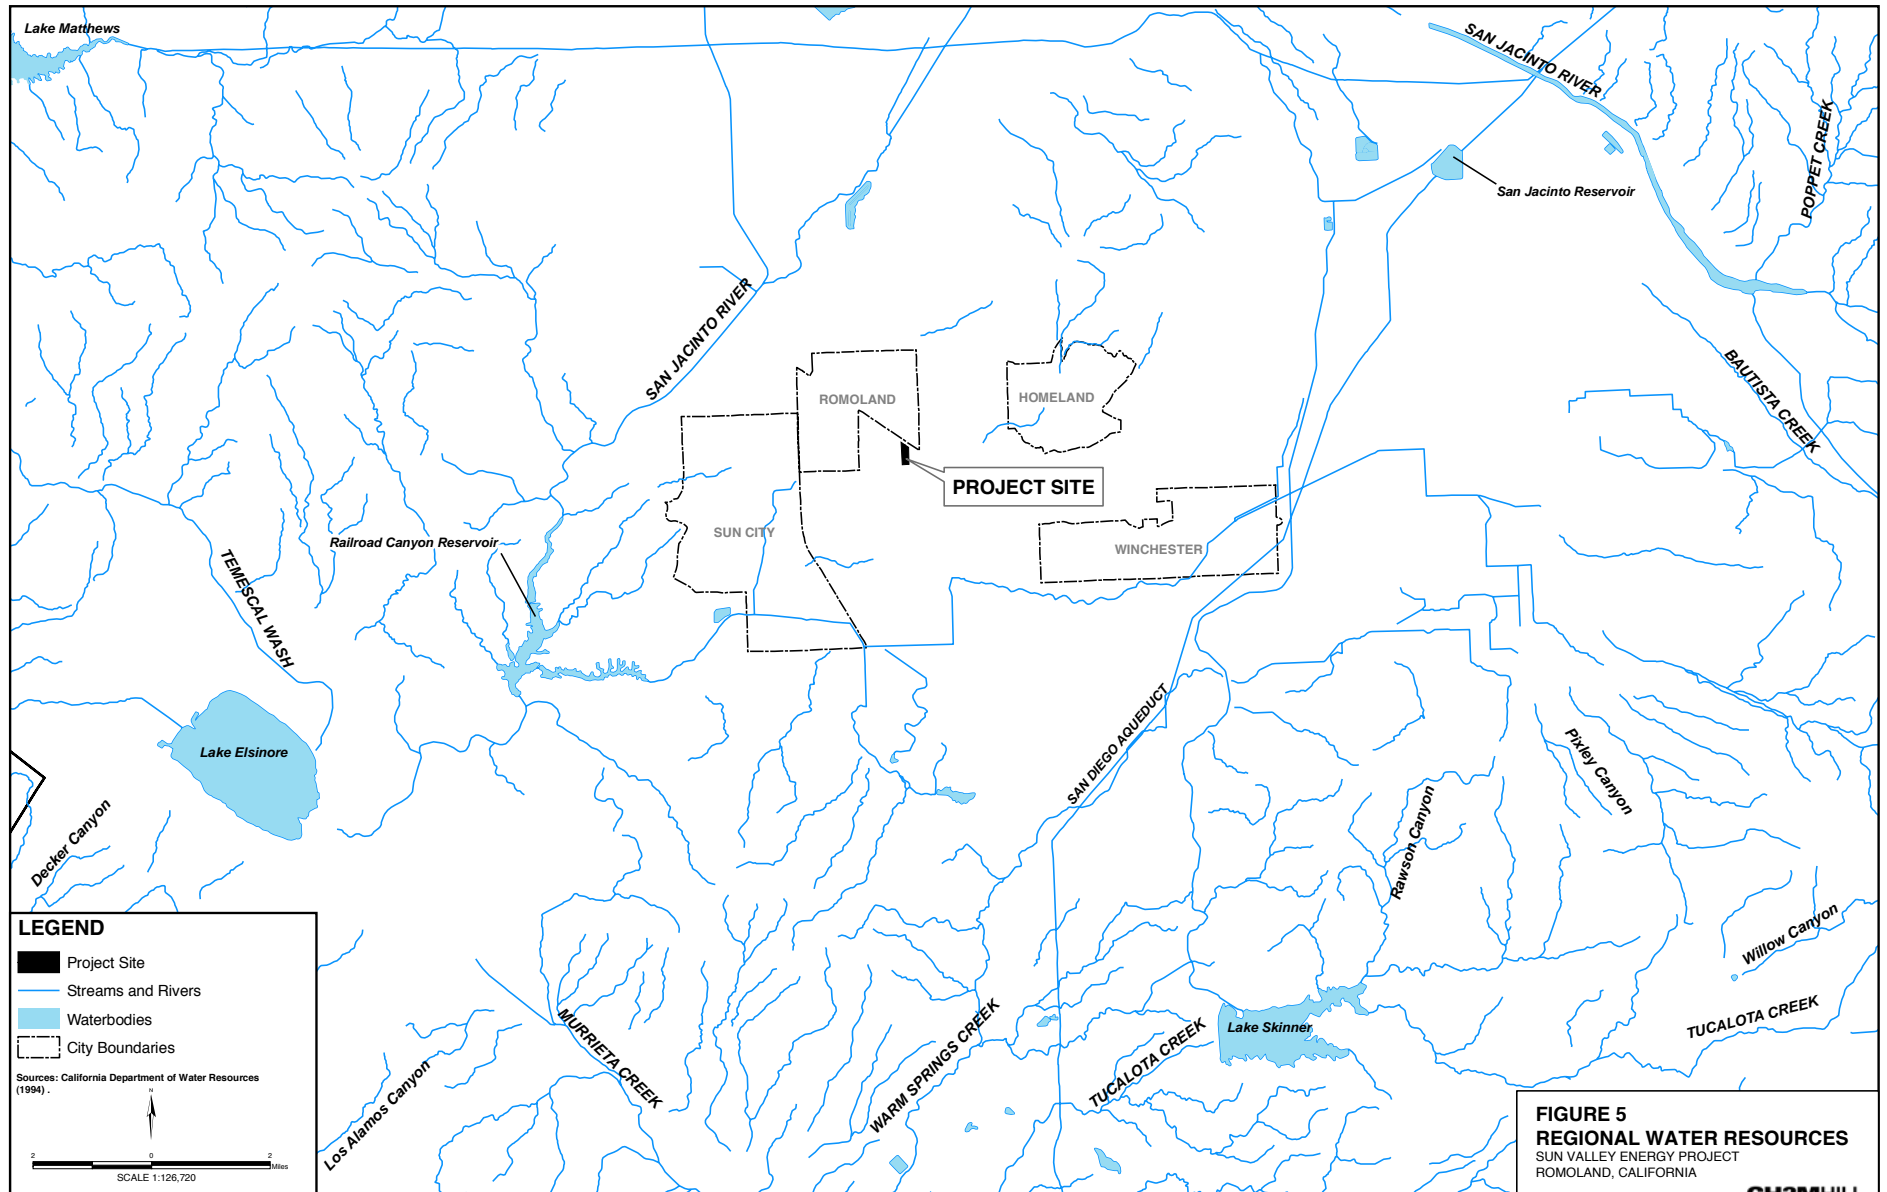 Lake Matthews
SAN JACINTO RIVER
POPPET CREEK
San Jacinto Reservoir
SAN JACINTO RIVER
BAUTISTA CREEK
ROMOLAND
HOMELAND
PROJECT SITE
SUN CITY
WINCHESTER
Railroad Canyon Reservoir
TEMESCAL WASH
Lake Elsinore
SAN DIEGO AQUEDUCT
Pixley Canyon
Rawson Canyon
Decker Canyon
Willow Canyon
TUCALOTA CREEK
Lake Skinner
TUCALOTA CREEK
WARM SPRINGS CREEK
MURRIETA CREEK
Los Alamos Canyon
LEGEND
Project Site
Streams and Rivers
Waterbodies
City Boundaries
Sources: California Department of Water Resources
(1994) .
N
2 0 2
Miles
SCALE 1:126,720
FIGURE 5
REGIONAL WATER RESOURCES
SUN VALLEY ENERGY PROJECT
ROMOLAND, CALIFORNIA
CH2MHILL